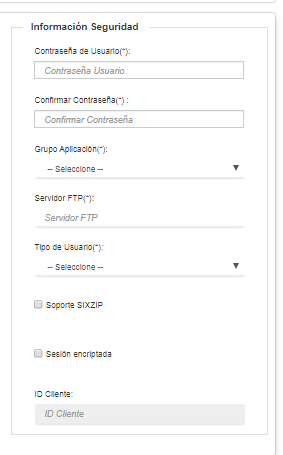 Información Seguridad
Contraseña de Usuario(*):
Contraseña Usuario
Confirmar Contraseña(*) :
Confirmar Contraseña
Grupo Aplicación(*):
-- Seleccione --
Servidor FTP(*):
Servidor FTP
Tipo de Usuario(*):
-- Seleccione --
Soporte SIXZIP
Sesión encriptada
ID Cliente:
ID Cliente